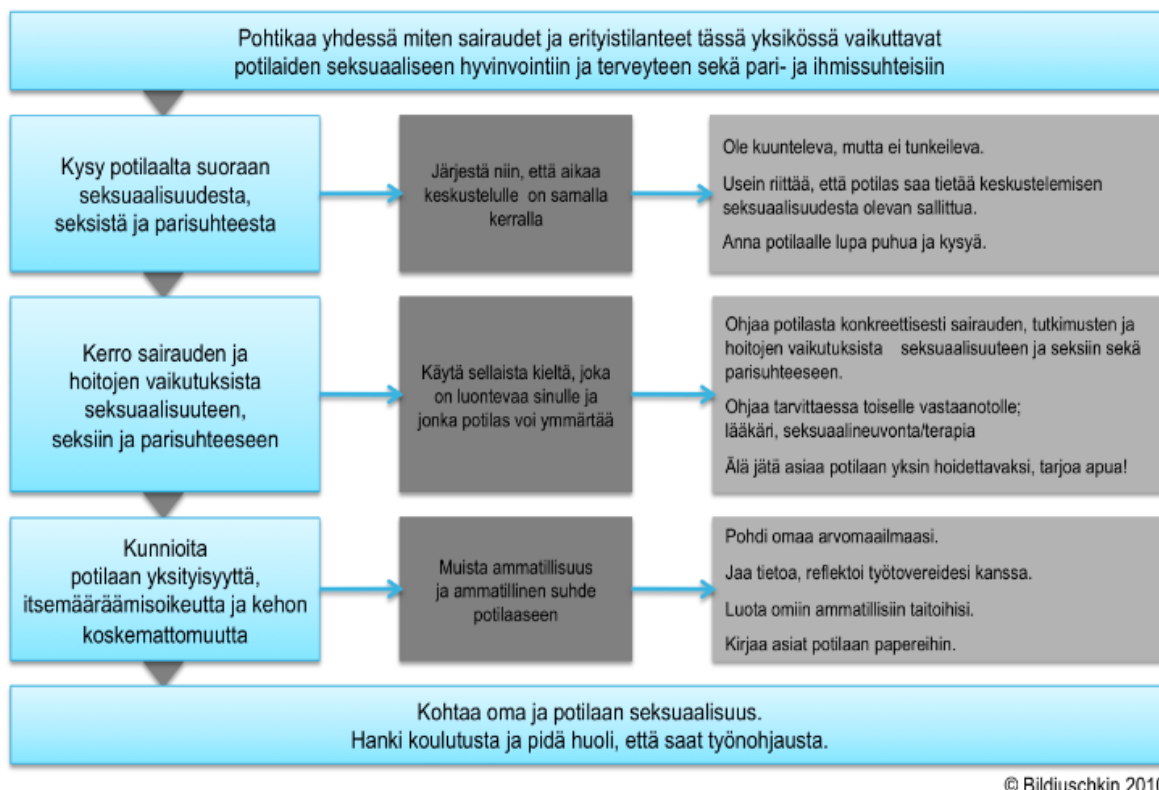 Pohtikaa yhdessä miten sairaudet ja erityistilanteet tässä yksikössä vaikuttavat
potilaiden seksuaaliseen hyvinvointiin ja terveyteen sekä pari- ja ihmissuhteisiin
Kysy potilaalta suoraan
seksuaalisuudesta,
seksistä ja parisuhteesta
Järjestä niin, että aikaa
keskustelulle on samalla
kerralla
Ole kuunteleva, mutta ei tunkeileva.
Usein riittää, että potilas saa tietää keskustelemisen
seksuaalisuudesta olevan sallittua.
Anna potilaalle lupa puhua ja kysyä.
Kerro sairauden ja
hoitojen vaikutuksista
seksuaalisuuteen,
seksiin ja parisuhteeseen
Käytä sellaista kieltä, joka
on luontevaa sinulle ja
jonka potilas voi ymmärtää
Ohjaa potilasta konkreettisesti sairauden, tutkimusten ja
hoitojen vaikutuksista seksuaalisuuteen ja seksiin sekä
parisuhteeseen.
Ohjaa tarvittaessa toiselle vastaanotolle;
lääkäri, seksuaalineuvonta/terapia
Älä jätä asiaa potilaan yksin hoidettavaksi, tarjoa apua!
Kunnioita
potilaan yksityisyyttä,
itsemääräämisoikeutta ja kehon
koskemattomuutta
Muista ammatillisuus
ja ammatillinen suhde
potilaaseen
Pohdi omaa arvomaailmaasi.
Jaa tietoa, reflektoi työtovereidesi kanssa.
Luota omiin ammatillisiin taitoihisi.
Kirjaa asiat potilaan papereihin.
Kohtaa oma ja potilaan seksuaalisuus.
Hanki koulutusta ja pidä huoli, että saat työnohjausta.
© Bildjuschkin 2010